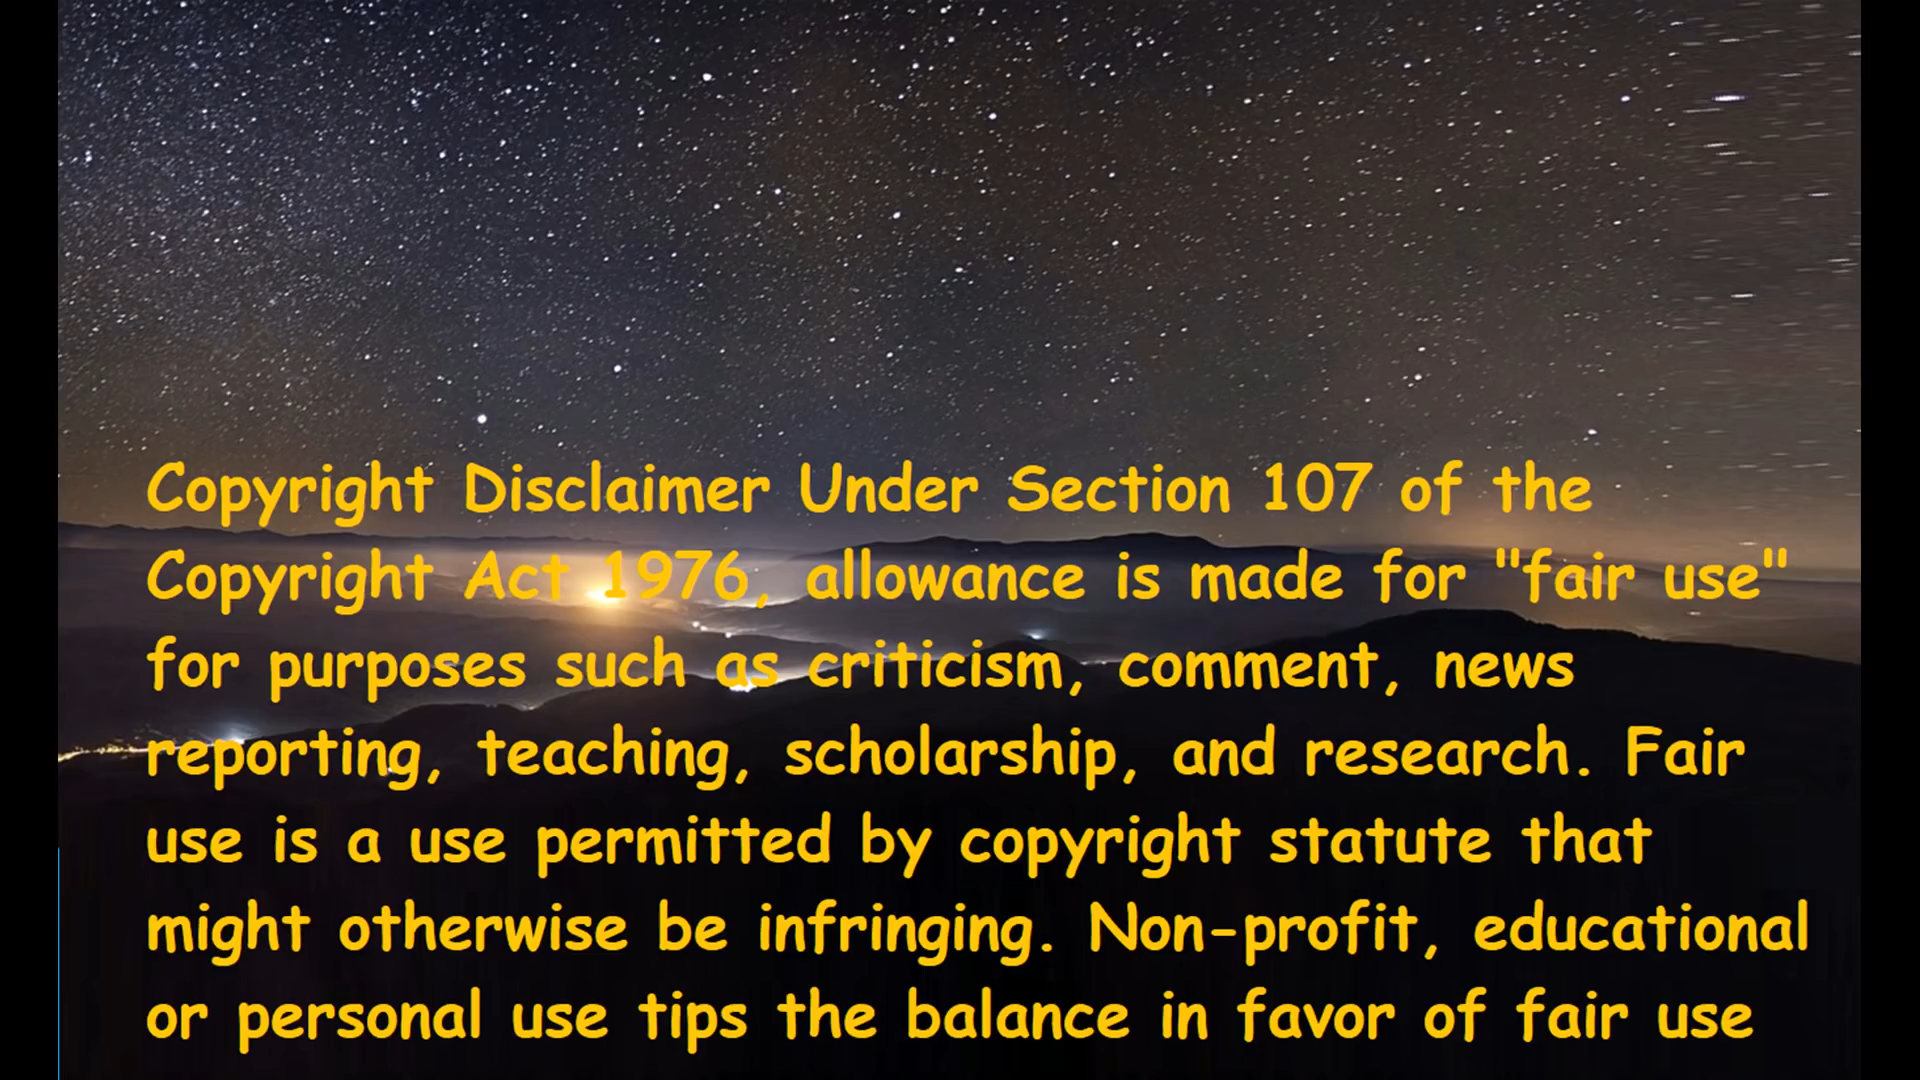 Copyright Disclaimer Under Section 107 of the
Copyright Act 1976, allowance is made for "fair use"
for purposes such as criticism, comment, news
reporting, teaching, scholarship, and research. Fair
use is a use permitted by copyright statute that
might otherwise be infringing. Non-profit, educational
or personal use tips the balance in favor of fair use